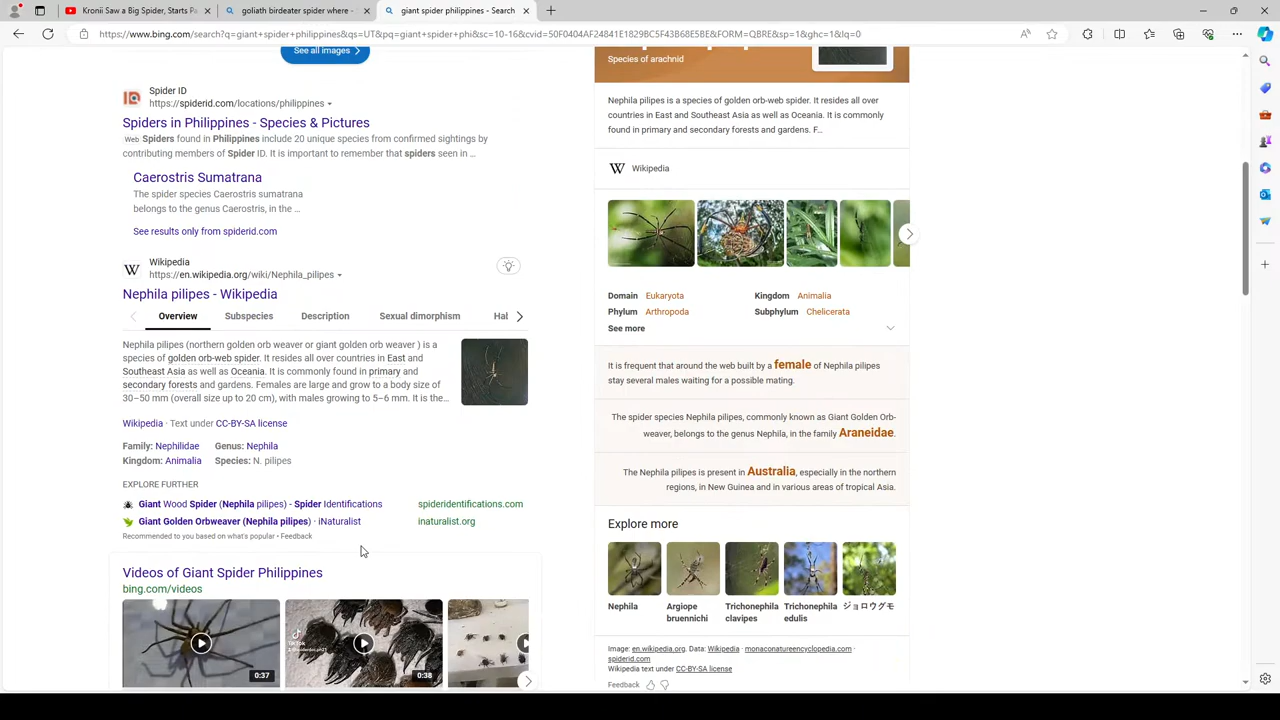 Kronii Saw a Big Spider, Kronii Pa
goliath birdeater spider where -
giant spider philippines - Search
https://www.bing.com/search?q=giant+spider+philippines&qs=UT&pq=giant+spider+phi&sc=10-16&cvid=50F0404AF24841E1829BC5F43B68E5BE&FORM=QBRE&sp=1&ghc=1&lq=0
See all images
Spider ID
https://spiderid.com/locations/philippines
Spiders in Philippines - Species & Pictures
Web Spiders found in Philippines include 20 unique species from confirmed sightings by
contributing members of Spider ID. It is important to remember that spiders seen in ...
Caerostris Sumatrana
The spider species Caerostris sumatrana
belongs to the genus Caerostris, in the ...
See results only from spiderid.com
W
Wikipedia
https://en.wikipedia.org/wiki/Nephila_pilipes
Nephila pilipes - Wikipedia
Overview Subspecies Description Sexual dimorphism Hal
Nephila pilipes (northern golden orb weaver or giant golden orb weaver ) is a
species of golden orb-web spider. It resides all over countries in East and
Southeast Asia as well as Oceania. It is commonly found in primary and
secondary forests and gardens. Females are large and grow to a body size of
30–50 mm (overall size up to 20 cm), with males growing to 5–6 mm. It is the...
Wikipedia · Text under CC-BY-SA license
Family: Nephilidae Genus: Nephila
Kingdom: Animalia Species: N. pilipes
EXPLORE FURTHER
Giant Wood Spider (Nephila pilipes) - Spider Identifications spideridentifications.com
Giant Golden Orbweaver (Nephila pilipes) · iNaturalist inaturalist.org
Recommended to you based on what's popular • Feedback
Videos of Giant Spider Philippines
bing.com/videos
0:37
TikTok
0:38
Species of arachnid
Nephila pilipes is a species of golden orb-web spider. It resides all over
countries in East and Southeast Asia as well as Oceania. It is commonly
found in primary and secondary forests and gardens. F...
W Wikipedia
Domain Eukaryota Kingdom Animalia
Phylum Arthropoda Subphylum Chelicerata
See more
It is frequent that around the web built by a female of Nephila pilipes
stay several males waiting for a possible mating.
The spider species Nephila pilipes, commonly known as Giant Golden Orb-
weaver, belongs to the genus Nephila, in the family Araneidae.
The Nephila pilipes is present in Australia, especially in the northern
regions, in New Guinea and in various areas of tropical Asia.
Explore more
Nephila
Argiope
bruennichi
Trichonephila
clavipes
Trichonephila
edulis
ジョロウグモ
Image: en.wikipedia.org. Data: Wikipedia · monaconatureencyclopedia.com ·
spiderid.com
Wikipedia text under CC-BY-SA license
Feedback